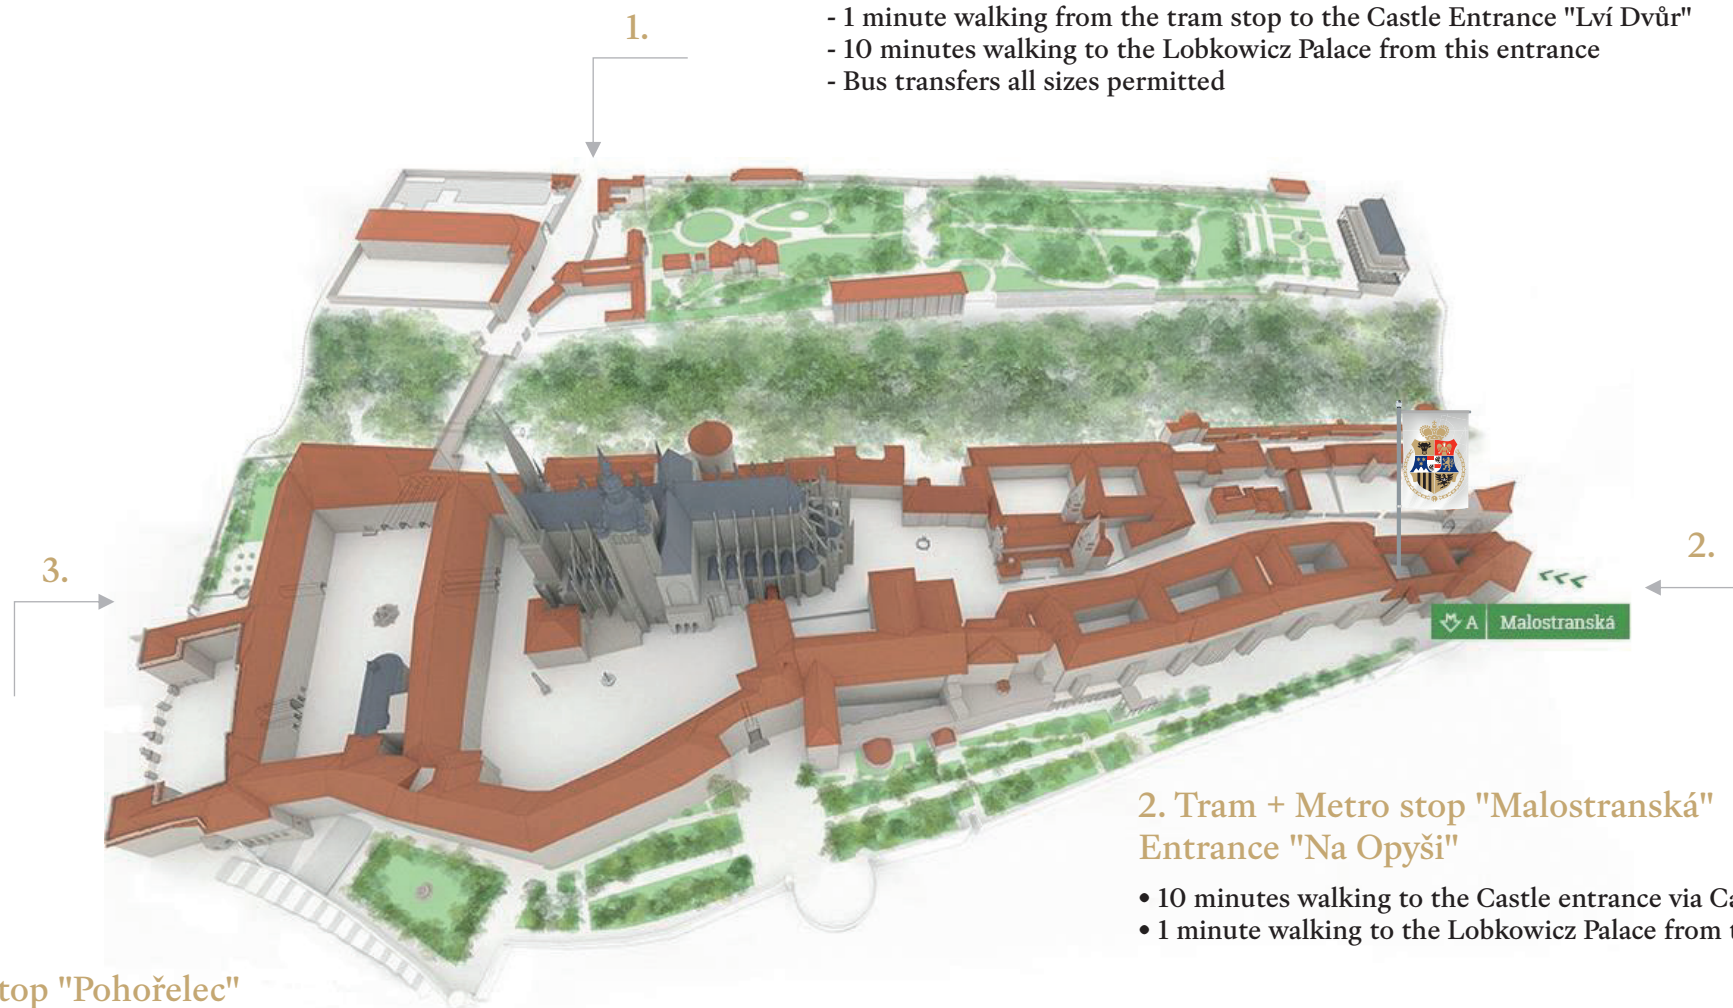 1.
- 1 minute walking from the tram stop to the Castle Entrance "Lví Dvůr"
- 10 minutes walking to the Lobkowicz Palace from this entrance
- Bus transfers all sizes permitted
3.
2.
A Malostranská
2. Tram + Metro stop "Malostranská"
Entrance "Na Opyši"
• 10 minutes walking to the Castle entrance via
• 1 minute walking to the Lobkowicz Palace from
"Pohořelec"